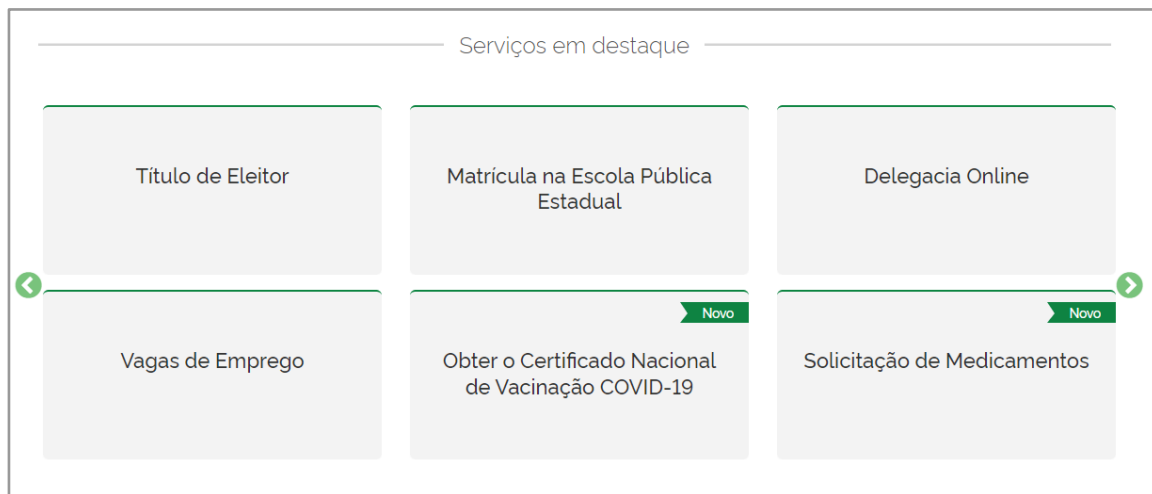 Serviços em destaque
Título de Eleitor
Matrícula na Escola Pública
Estadual
Delegacia Online
Vagas de Emprego
Novo
Obter o Certificado Nacional
de Vacinação COVID-19
Novo
Solicitação de Medicamentos